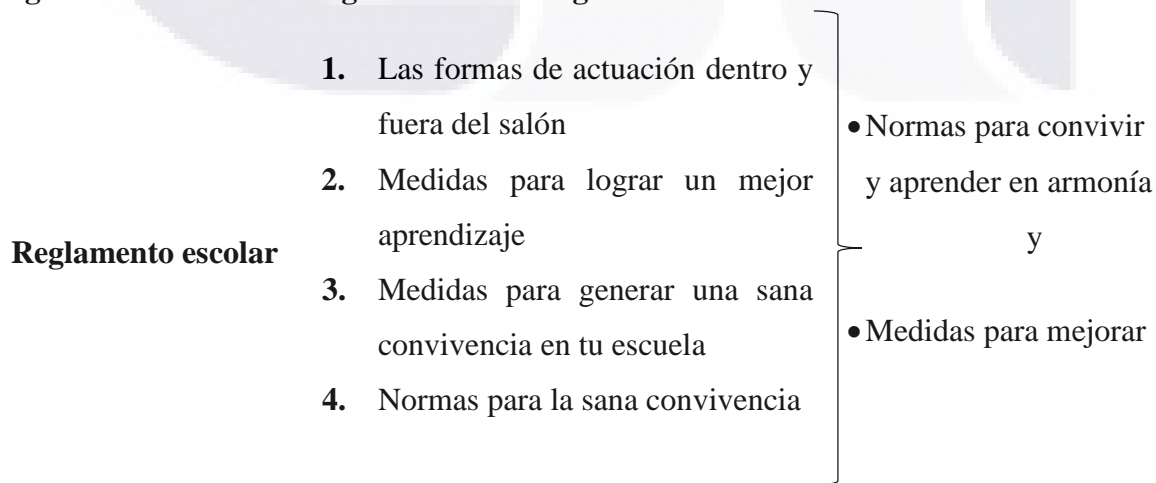 Reglamento escolar
1. Las formas de actuación dentro y
fuera del salón
2. Medidas para lograr un mejor
aprendizaje
3. Medidas para generar una sana
convivencia en tu escuela
4. Normas para la sana convivencia
• Normas para convivir
y aprender en armonía
y
• Medidas para mejorar